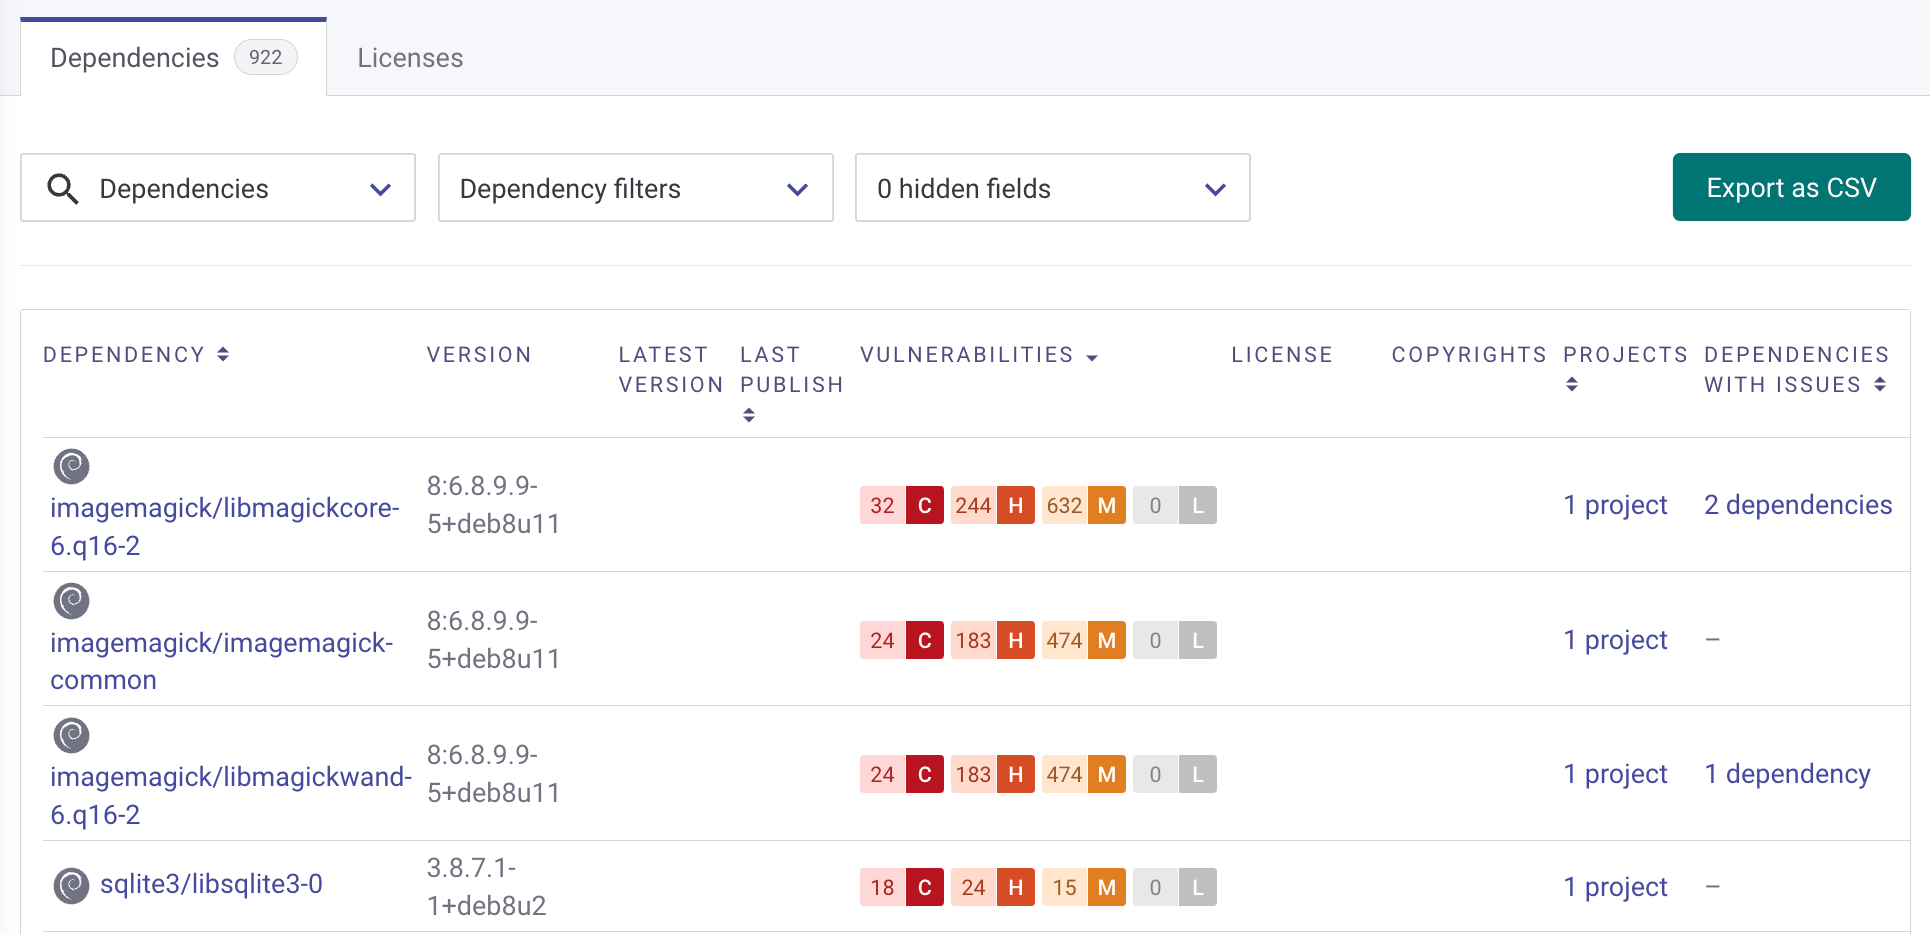 Dependencies 922 Licenses
Dependencies Dependency filters 0 hidden fields Export as CSV
DEPENDENCY VERSION LATEST VERSION LAST PUBLISH VULNERABILITIES LICENSE COPYRIGHTS PROJECTS DEPENDENCIES WITH ISSUES
imagemagick/libmagickcore-
6.q16-2
8:6.8.9.9-
5+deb8u11
32 C 244 H 632 M 0 L
1 project
2 dependencies
imagemagick/imagemagick-
common
8:6.8.9.9-
5+deb8u11
24 C 183 H 474 M 0 L
1 project
–
imagemagick/libmagickwand-
6.q16-2
8:6.8.9.9-
5+deb8u11
24 C 183 H 474 M 0 L
1 project
1 dependency
sqlite3/libsqlite3-0
3.8.7.1-
1+deb8u2
18 C 24 H 15 M 0 L
1 project
–